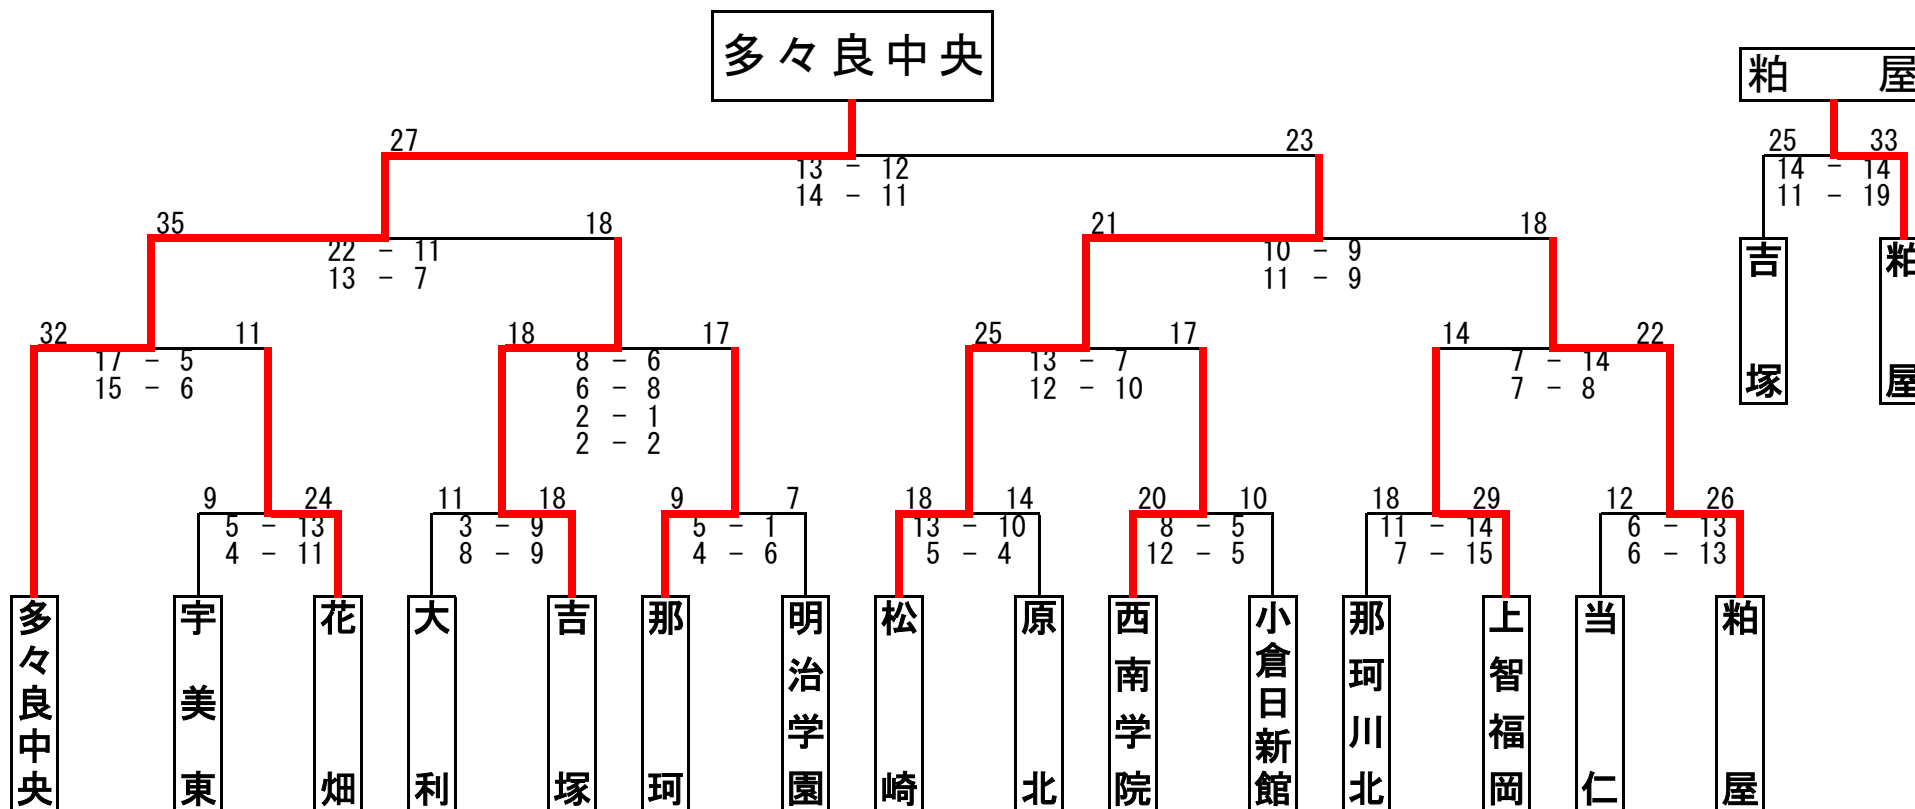 多々良中央
粕 屋
27 23
13 - 12
14 - 11
25 33
14 - 14
11 - 19
35 18
22 - 11
13 - 7
21 18
10 - 9
11 - 9
吉塚
粕屋
32 11
17 - 5
15 - 6
18 17
8 - 6
6 - 8
2 - 1
2 - 2
25 17
13 - 7
12 - 10
14 22
7 - 14
7 - 8
9 24
5 - 13
4 - 11
11 18
3 - 9
8 - 9
9 7
5 - 1
4 - 6
18 14
13 - 10
5 - 4
20 10
8 - 5
12 - 5
18 29
11 - 14
7 - 15
12 26
6 - 13
6 - 13
多々良中央
宇美東
花畑
大利
吉塚
那珂
明治学園
松崎
原北
西南学院
小倉日新館
那珂川北
上智福岡
当仁
粕屋